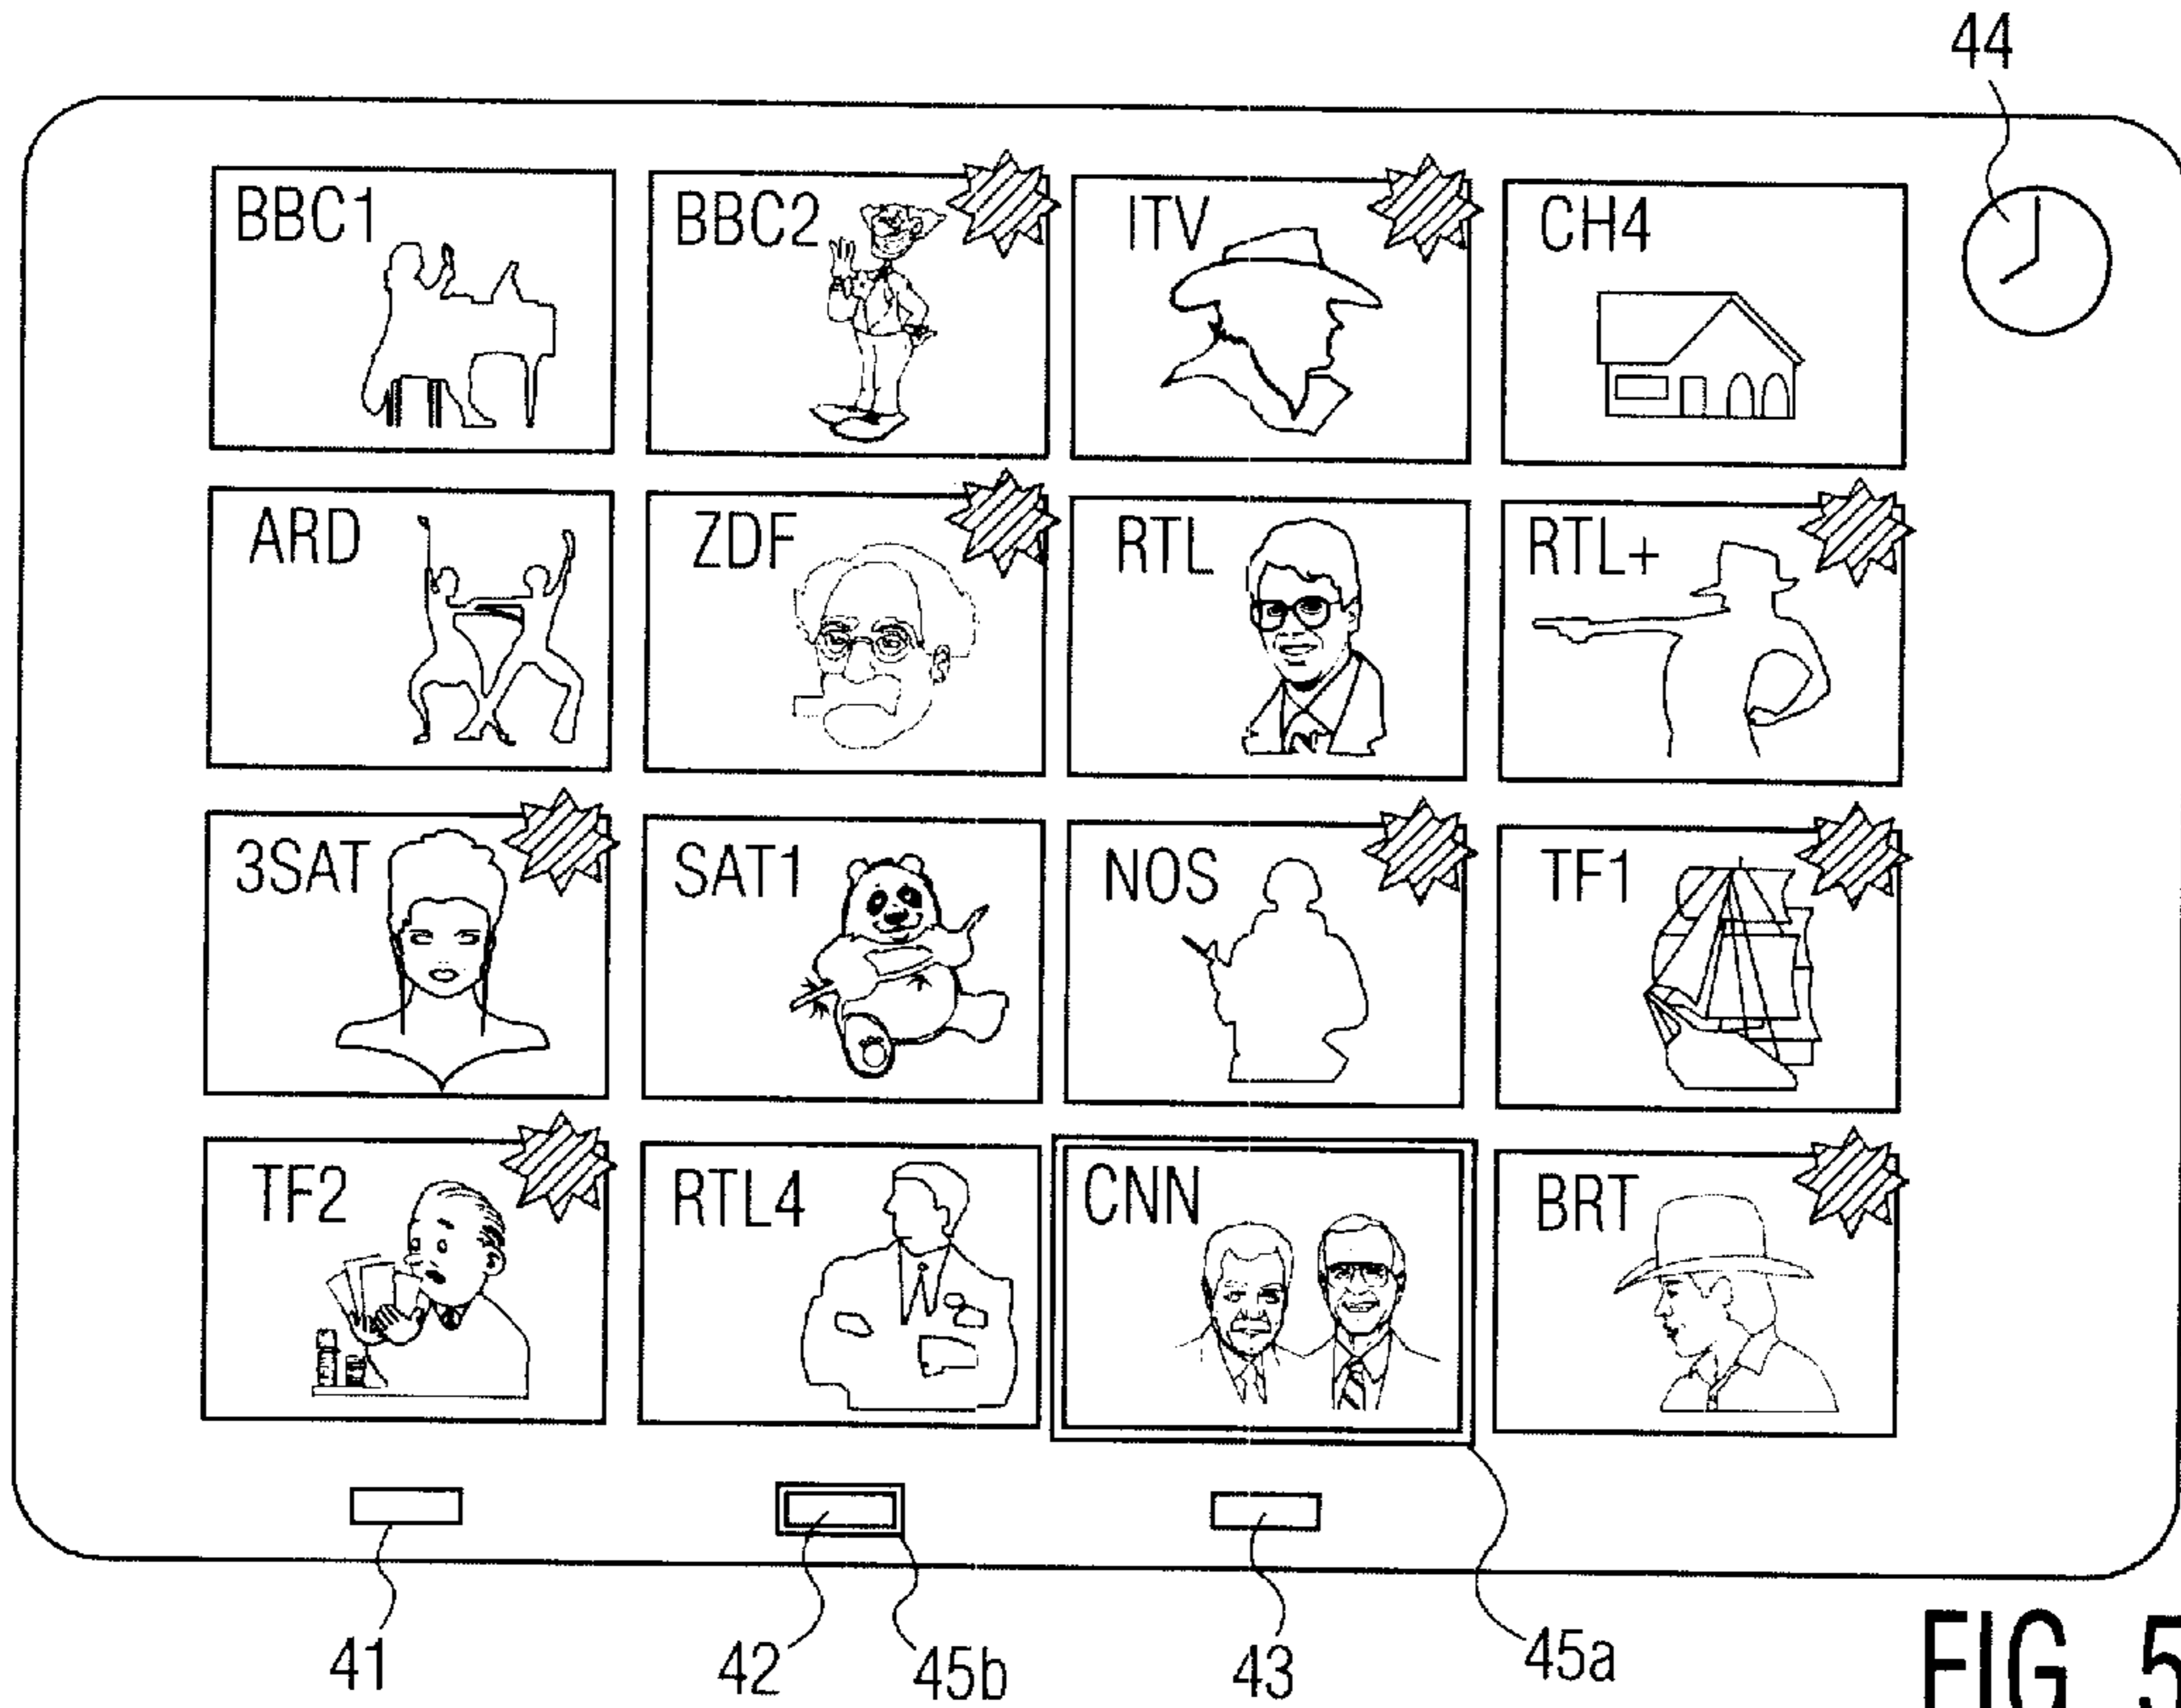 44
BBC1 BBC2 ITV CH4
ARD ZDF RTL RTL+
3SAT SAT1 NOS TF1
TF2 RTL4 CNN BRT
41 42 45b 43 45a
FIG. 5